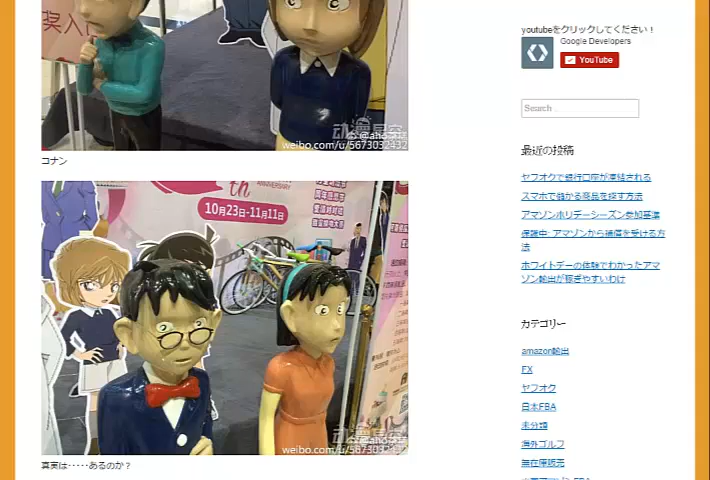 奖入
weibo.com/u/5673032432
コナン
th
ANNIVERSARY
10月23日-11月11日
weibo.com/u/5673032432
真実は・・・・・あるのか？
youtubeをクリックしてください！
Google Developers
YouTube
Search …
最近の投稿
ヤフオクで銀行口座が凍結される
スマホで儲かる商品を探す方法
アマゾンホリデーシーズン参加基準
保護中: アマゾンから補償を受ける方
法
ホワイトデーの体験でわかったアマ
ゾン輸出が稼ぎやすいわけ
カテゴリー
amazon輸出
FX
ヤフオク
日本FBA
未分類
海外ゴルフ
無在庫販売